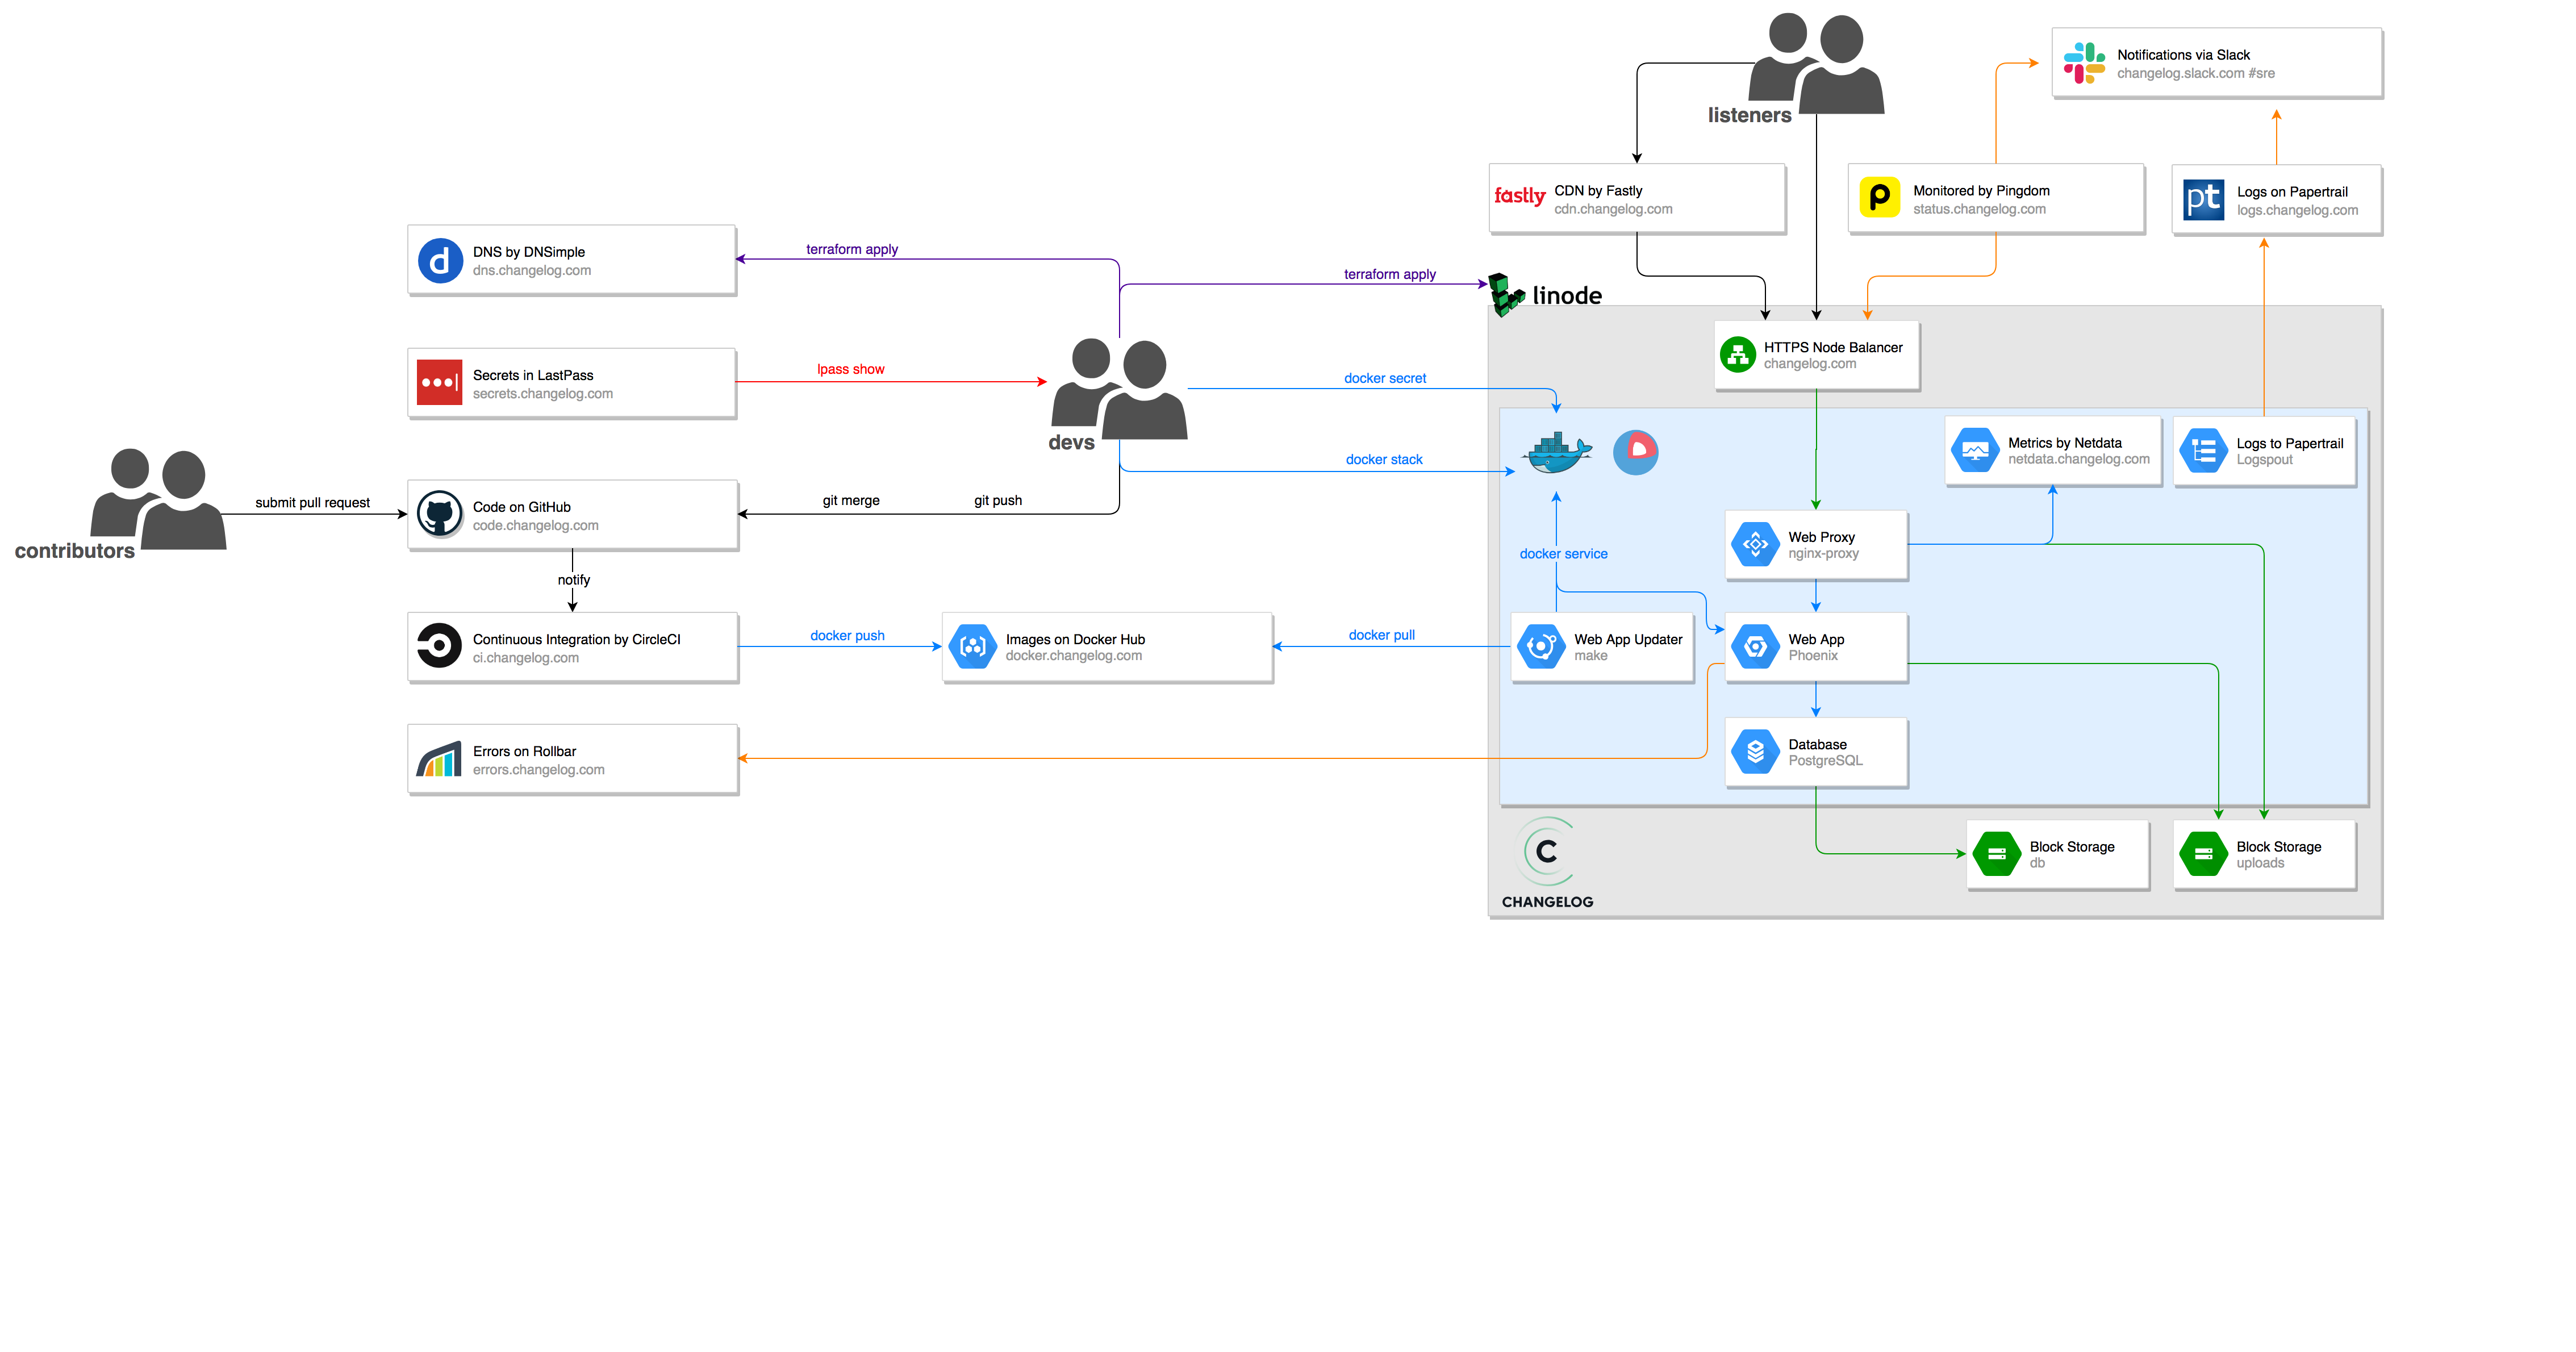 listeners
Notifications via Slack
changelog.slack.com #sre
fastly
CDN by Fastly
cdn.changelog.com
p
Monitored by Pingdom
status.changelog.com
pt
Logs on Papertrail
logs.changelog.com
d
DNS by DNSimple
dns.changelog.com
terraform apply
terraform apply
linode
HTTPS Node Balancer
changelog.com
Secrets in LastPass
secrets.changelog.com
lpass show
devs
docker secret
docker stack
Metrics by Netdata
netdata.changelog.com
Logs to Papertrail
Logspout
contributors
submit pull request
Code on GitHub
code.changelog.com
git merge
git push
notify
docker service
Web Proxy
nginx-proxy
Continuous Integration by CircleCI
ci.changelog.com
docker push
Images on Docker Hub
docker.changelog.com
docker pull
Web App Updater
make
Web App
Phoenix
Errors on Rollbar
errors.changelog.com
Database
PostgreSQL
C
CHANGELOG
Block Storage
db
Block Storage
uploads